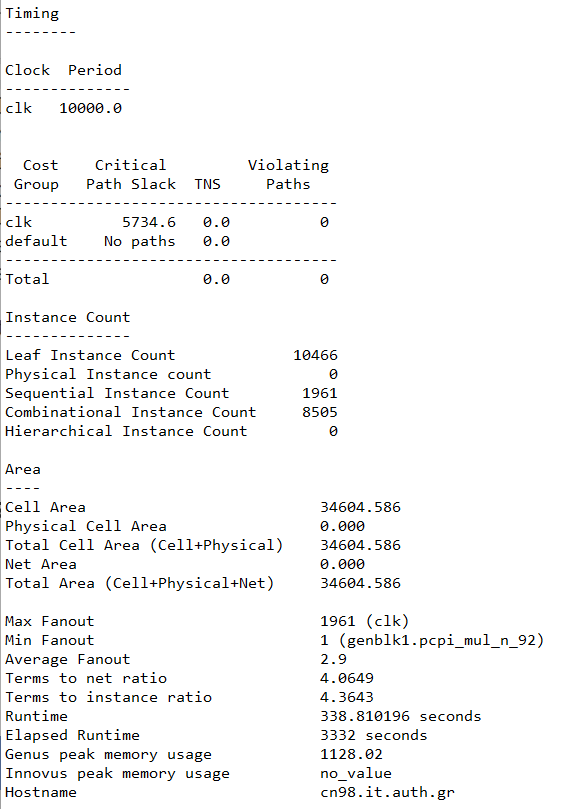 Timing
--------
Clock  Period
--------------
clk   10000.0
  Cost    Critical         Violating
 Group   Path Slack  TNS     Paths
-------------------------------------
clk          5734.6   0.0          0
default    No paths   0.0
-------------------------------------
Total                 0.0          0
Instance Count
--------------
Leaf Instance Count             10466
Physical Instance count             0
Sequential Instance Count        1961
Combinational Instance Count     8505
Hierarchical Instance Count         0
Area
----
Cell Area                          34604.586
Physical Cell Area                 0.000
Total Cell Area (Cell+Physical)    34604.586
Net Area                           0.000
Total Area (Cell+Physical+Net)     34604.586
Max Fanout                         1961 (clk)
Min Fanout                         1 (genblk1.pcpi_mul_n_92)
Average Fanout                     2.9
Terms to net ratio                 4.0649
Terms to instance ratio            4.3643
Runtime                            338.810196 seconds
Elapsed Runtime                    3332 seconds
Genus peak memory usage            1128.02
Innovus peak memory usage          no_value
Hostname                           cn98.it.auth.gr